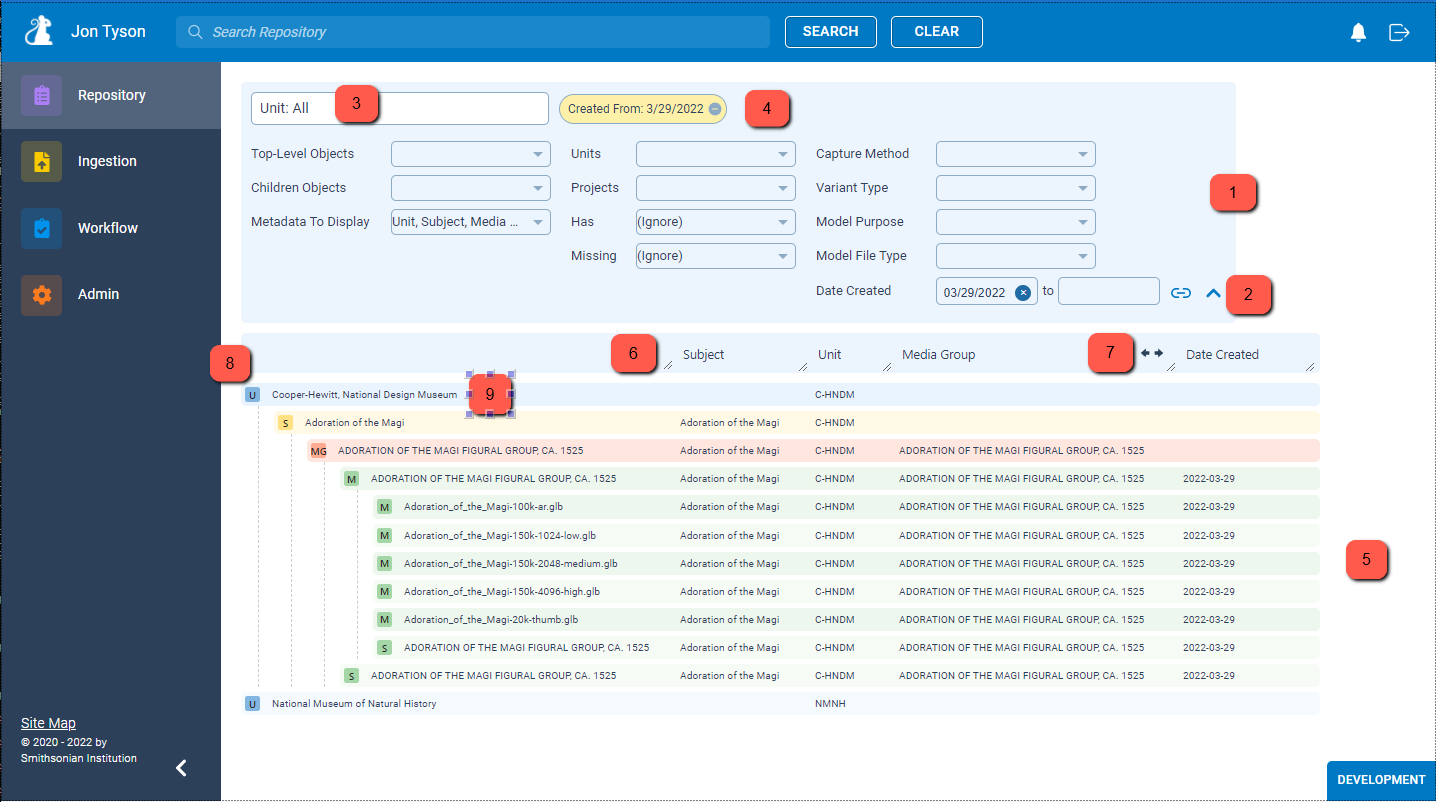 Jon Tyson
Search Repository
SEARCH
CLEAR
Repository
Ingestion
Workflow
Admin
Site Map
© 2020 - 2022 by
Smithsonian Institution
Unit: All
3
Created From: 3/29/2022
4
Top-Level Objects
Units
Capture Method
Children Objects
Projects
Variant Type
1
Metadata To Display Unit, Subject, Media ...
Has (Ignore)
Model Purpose
Missing (Ignore)
Model File Type
Date Created 03/29/2022 to
2
8
6
Subject
Unit
Media Group
7
Date Created
U Cooper-Hewitt, National Design Museum 9 C-HNDM
S Adoration of the Magi Adoration of the Magi C-HNDM
MG ADORATION OF THE MAGI FIGURAL GROUP, CA. 1525 Adoration of the Magi C-HNDM ADORATION OF THE MAGI FIGURAL GROUP, CA. 1525
M ADORATION OF THE MAGI FIGURAL GROUP, CA. 1525 Adoration of the Magi C-HNDM ADORATION OF THE MAGI FIGURAL GROUP, CA. 1525 2022-03-29
M Adoration_of_the_Magi-100k-ar.glb Adoration of the Magi C-HNDM ADORATION OF THE MAGI FIGURAL GROUP, CA. 1525 2022-03-29
M Adoration_of_the_Magi-150k-1024-low.glb Adoration of the Magi C-HNDM ADORATION OF THE MAGI FIGURAL GROUP, CA. 1525 2022-03-29
M Adoration_of_the_Magi-150k-2048-medium.glb Adoration of the Magi C-HNDM ADORATION OF THE MAGI FIGURAL GROUP, CA. 1525 2022-03-29
5
M Adoration_of_the_Magi-150k-4096-high.glb Adoration of the Magi C-HNDM ADORATION OF THE MAGI FIGURAL GROUP, CA. 1525 2022-03-29
M Adoration_of_the_Magi-20k-thumb.glb Adoration of the Magi C-HNDM ADORATION OF THE MAGI FIGURAL GROUP, CA. 1525 2022-03-29
S ADORATION OF THE MAGI FIGURAL GROUP, CA. 1525 Adoration of the Magi C-HNDM ADORATION OF THE MAGI FIGURAL GROUP, CA. 1525 2022-03-29
S ADORATION OF THE MAGI FIGURAL GROUP, CA. 1525 Adoration of the Magi C-HNDM ADORATION OF THE MAGI FIGURAL GROUP, CA. 1525 2022-03-29
U National Museum of Natural History NMNH
DEVELOPMENT